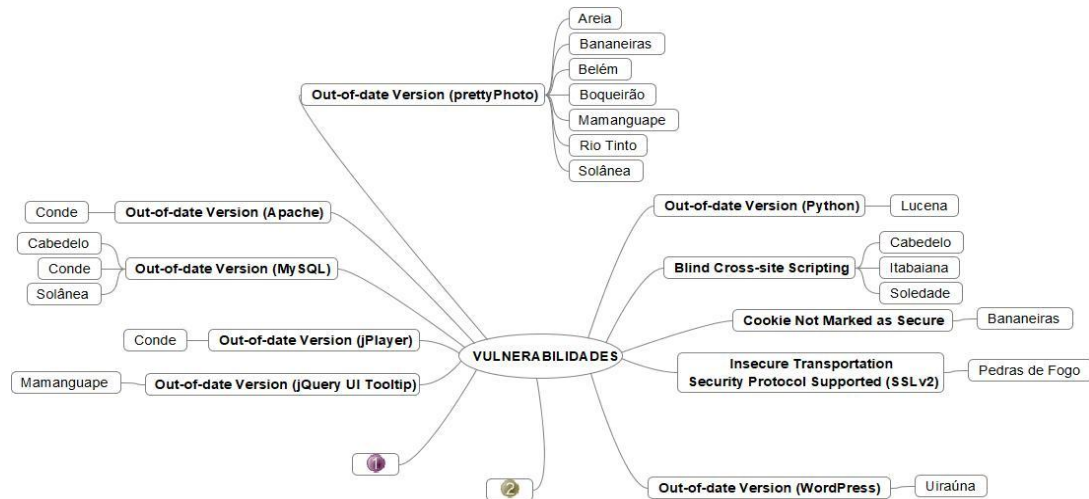 Areia
Bananeiras
Belém
Out-of-date Version (prettyPhoto)
Boqueirão
Mamanguape
Rio Tinto
Solânea
Conde
Out-of-date Version (Apache)
Cabedelo
Conde
Out-of-date Version (MySQL)
Solânea
Conde
Out-of-date Version (jPlayer)
Mamanguape
Out-of-date Version (jQuery UI Tooltip)
1
2
VULNERABILIDADES
Out-of-date Version (Python)
Lucena
Blind Cross-site Scripting
Cabedelo
Itabaiana
Soledade
Cookie Not Marked as Secure
Bananeiras
Insecure Transportation
Security Protocol Supported (SSLv2)
Pedras de Fogo
Out-of-date Version (WordPress)
Uiraúna